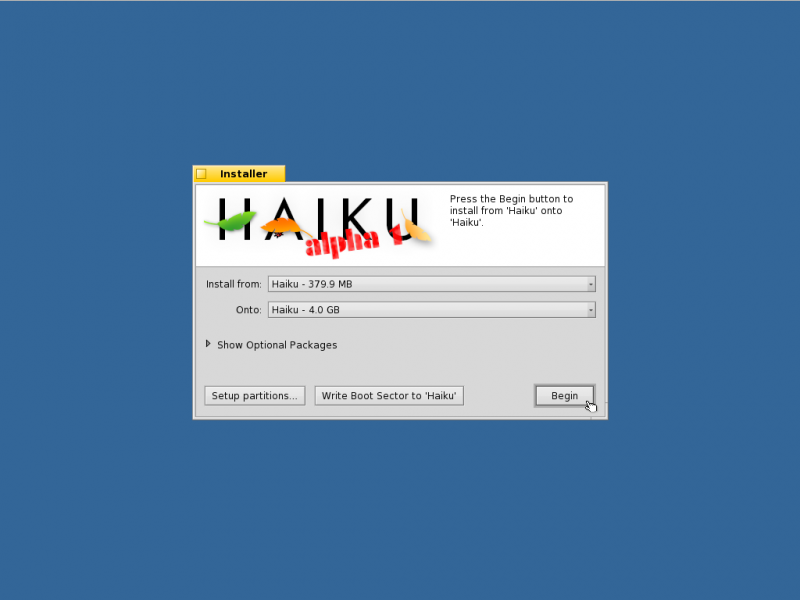 Installer
HAIKU
alpha 1
Press the Begin button to
install from 'Haiku' onto
'Haiku'.
Install from: Haiku - 379.9 MB
Onto: Haiku - 4.0 GB
Show Optional Packages
Setup partitions... Write Boot Sector to 'Haiku' Begin